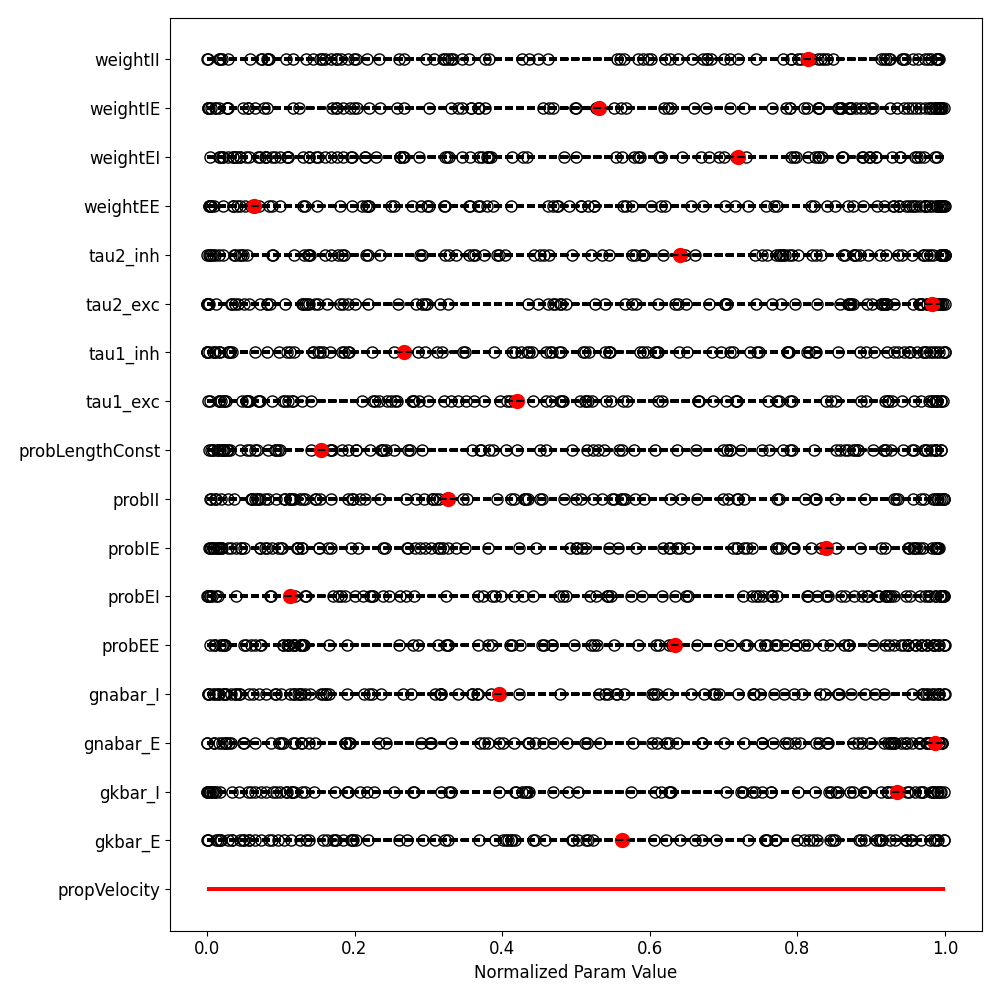 weightII
weightIE
weightEI
weightEE
tau2_inh
tau2_exc
tau1_inh
tau1_exc
probLengthConst
probII
probIE
probEI
probEE
gnabar_I
gnabar_E
gkbar_I
gkbar_E
propVelocity
0.0 0.2 0.4 0.6 0.8 1.0
Normalized Param Value